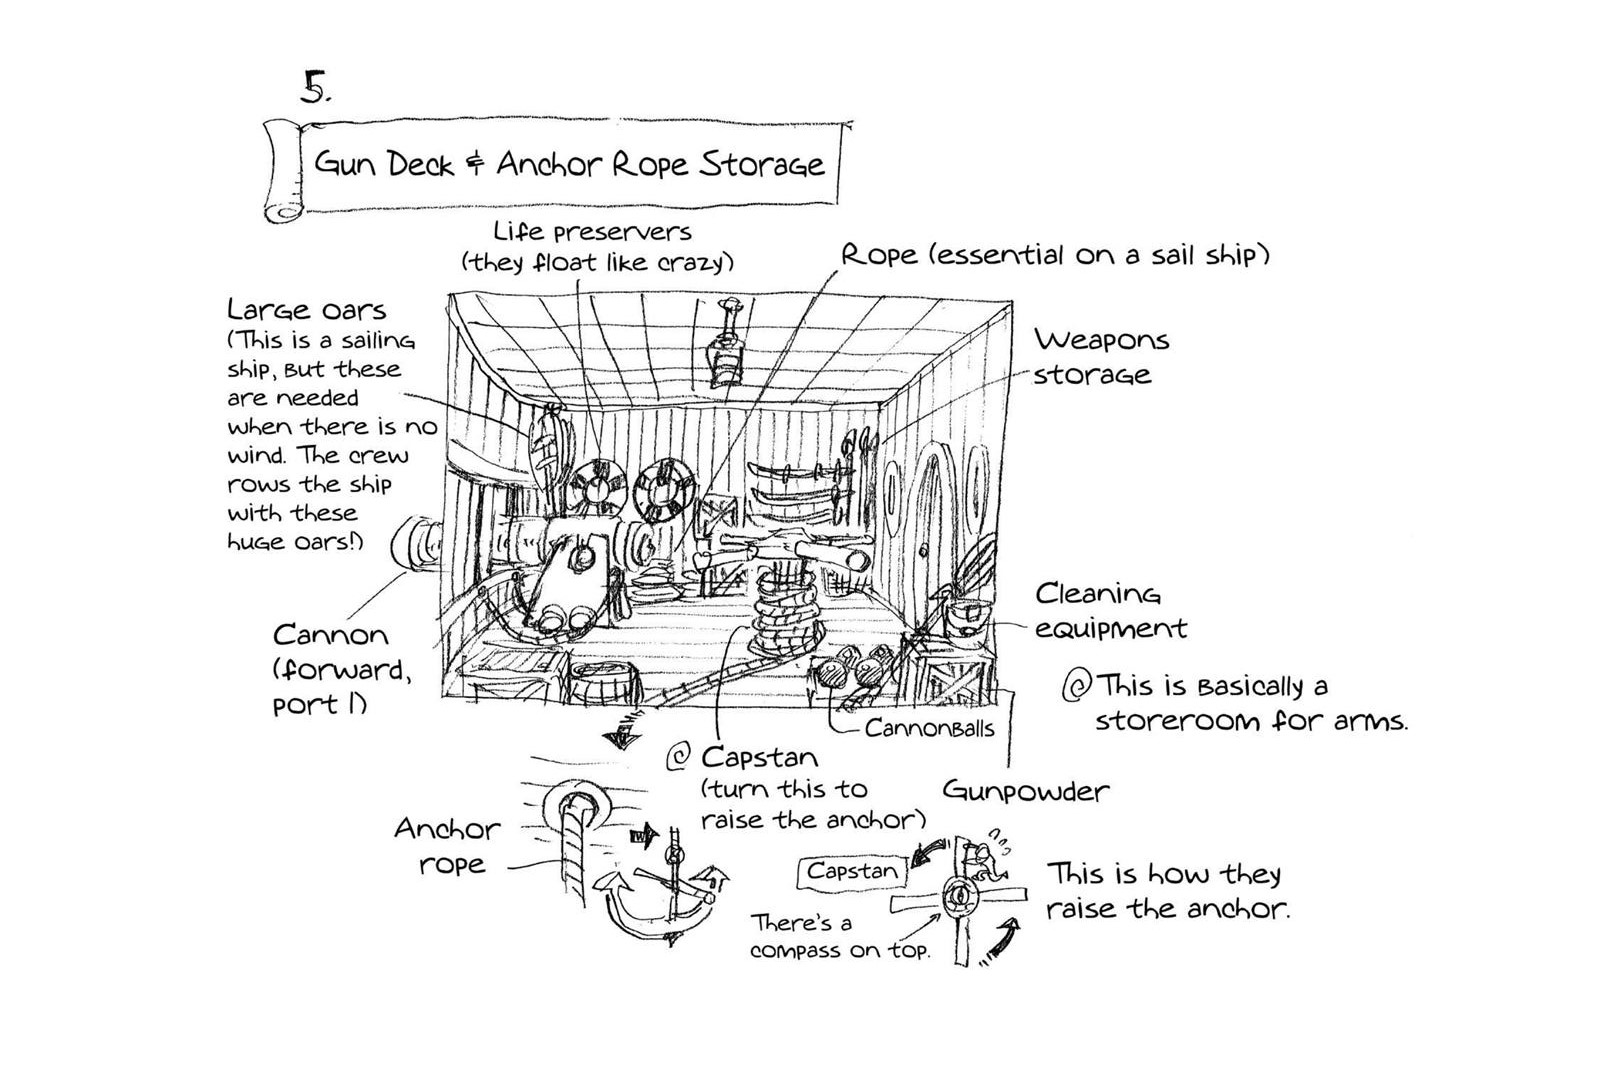 5.
Gun Deck & Anchor Rope Storage
Life preservers
(they float like crazy)
Rope (essential on a sail ship)
Large oars
(This is a sailing
ship, but these
are needed
when there is no
wind. The crew
rows the ship
with these
huge oars!)
Weapons
storage
Cannon
(forward,
port 1)
Cleaning
equipment
@ This is basically a
storeroom for arms.
Cannonballs
@ Capstan
(turn this to
raise the anchor)
Gunpowder
Anchor
rope
Capstan
There's a
compass on top.
This is how they
raise the anchor.